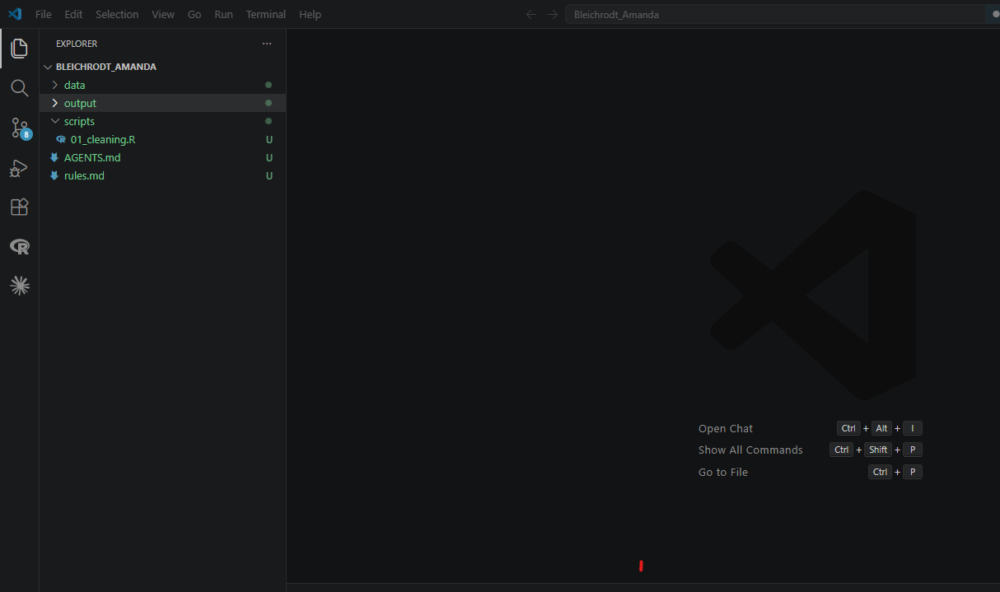 File Edit Selection View Go Run Terminal Help
Bleichrodt_Amanda
EXPLORER
BLEICHRODT_AMANDA
data
output
scripts
8
01_cleaning.R U
AGENTS.md U
rules.md U
Open Chat Ctrl + Alt + I
Show All Commands Ctrl + Shift + P
Go to File Ctrl + P